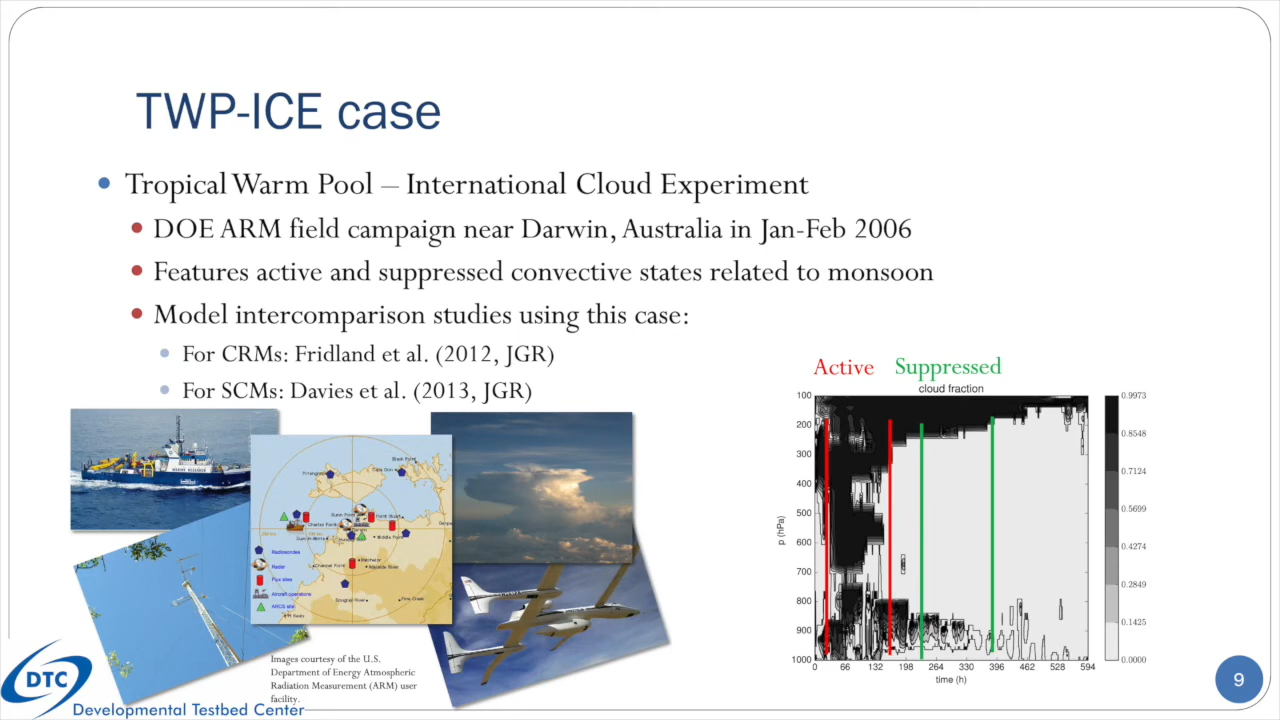 TWP-ICE case
Tropical Warm Pool – International Cloud Experiment
DOE ARM field campaign near Darwin, Australia in Jan-Feb 2006
Features active and suppressed convective states related to monsoon
Model intercomparison studies using this case:
For CRMs: Fridland et al. (2012, JGR)
For SCMs: Davies et al. (2013, JGR)
Active Suppressed
cloud fraction
100
200
300
400
500
600
700
800
900
1000
p (hPa)
0 66 132 198 264 330 396 462 528 594
time (h)
0.9973
0.8548
0.7124
0.5699
0.4274
0.2849
0.1425
0.0000
Radiosondes
Radar
Flux sites
Aircraft operations
ARCS site
Images courtesy of the U.S.
Department of Energy Atmospheric
Radiation Measurement (ARM) user
facility.
DTC
Developmental Testbed Center
9